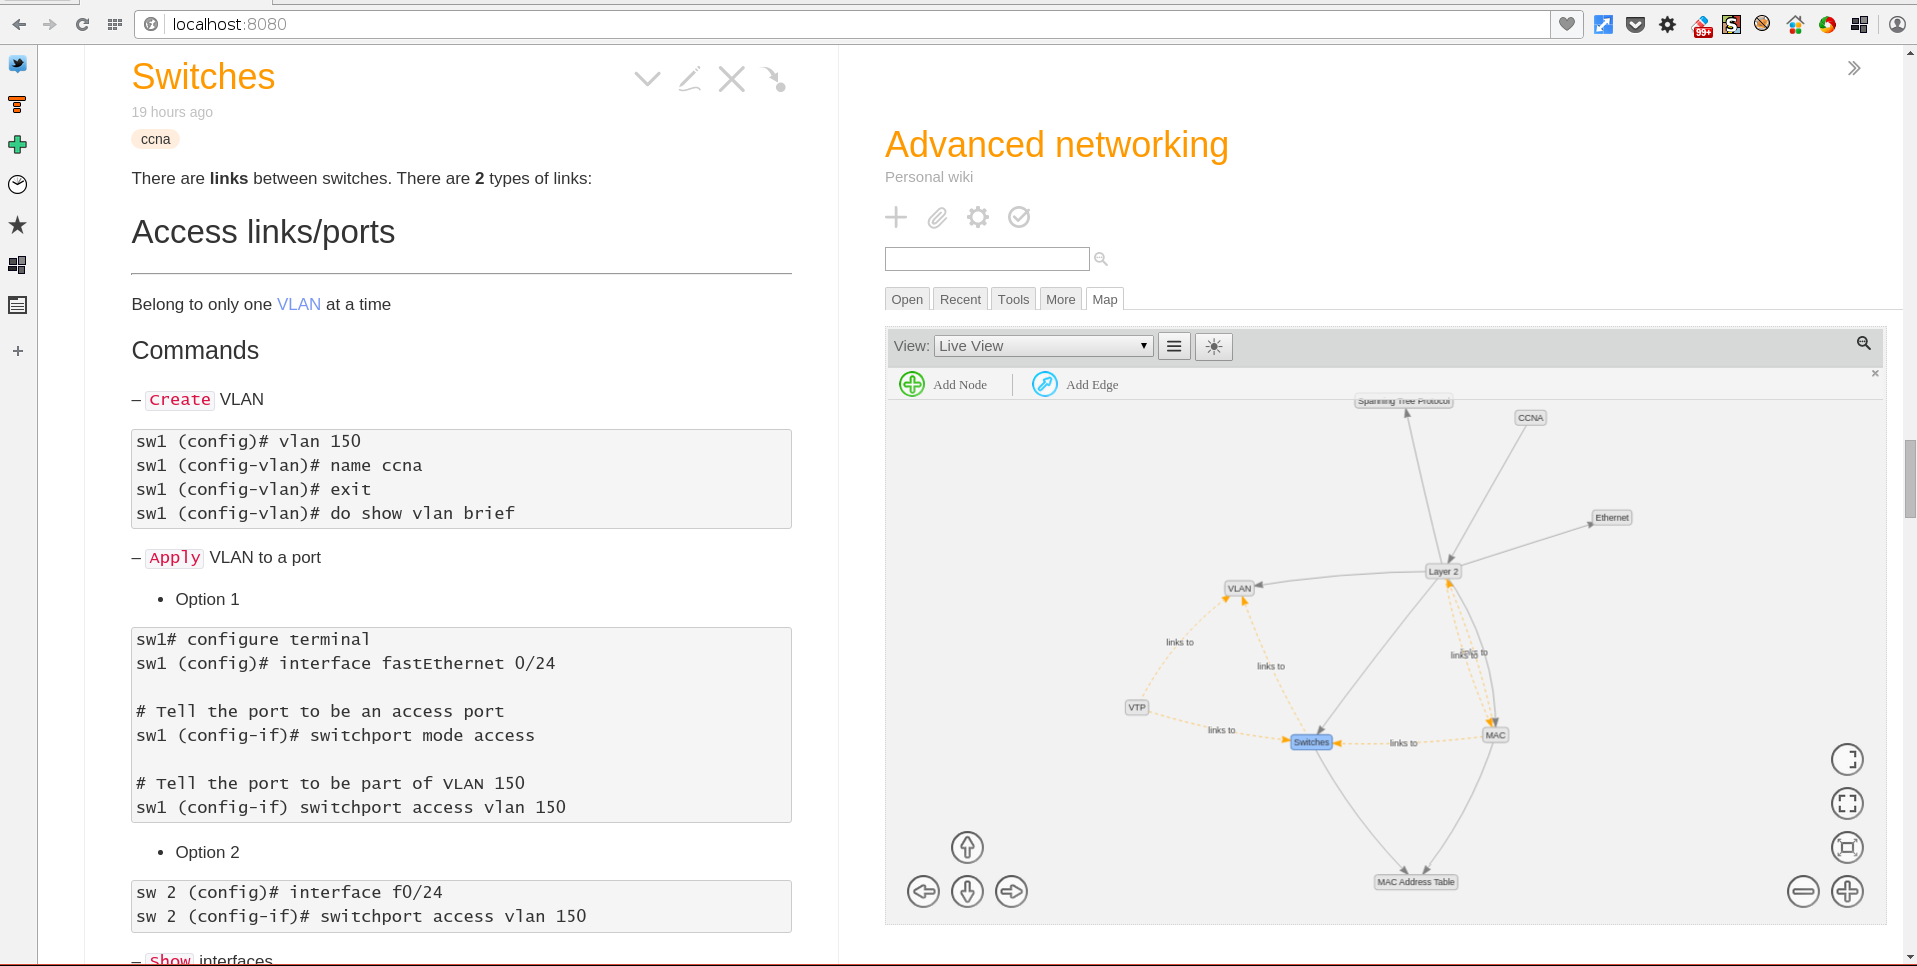 localhost:8080
99+
Switches
19 hours ago
ccna
There are links between switches. There are 2 types of links:
Access links/ports
Belong to only one VLAN at a time
Commands
– Create VLAN
sw1 (config)# vlan 150
sw1 (config-vlan)# name ccna
sw1 (config-vlan)# exit
sw1 (config-vlan)# do show vlan brief
– Apply VLAN to a port
• Option 1
sw1# configure terminal
sw1 (config)# interface fastEthernet 0/24
# Tell the port to be an access port
sw1 (config-if)# switchport mode access
# Tell the port to be part of VLAN 150
sw1 (config-if) switchport access vlan 150
• Option 2
sw 2 (config)# interface f0/24
sw 2 (config-if)# switchport access vlan 150
– Show interfaces
Advanced networking
Personal wiki
Open Recent Tools More Map
View: Live View
Add Node Add Edge
Spanning Tree Protocol
CCNA
Ethernet
Layer 2
VLAN
links to
links to
links to
links to
VTP
links to
Switches
links to
MAC
MAC Address Table